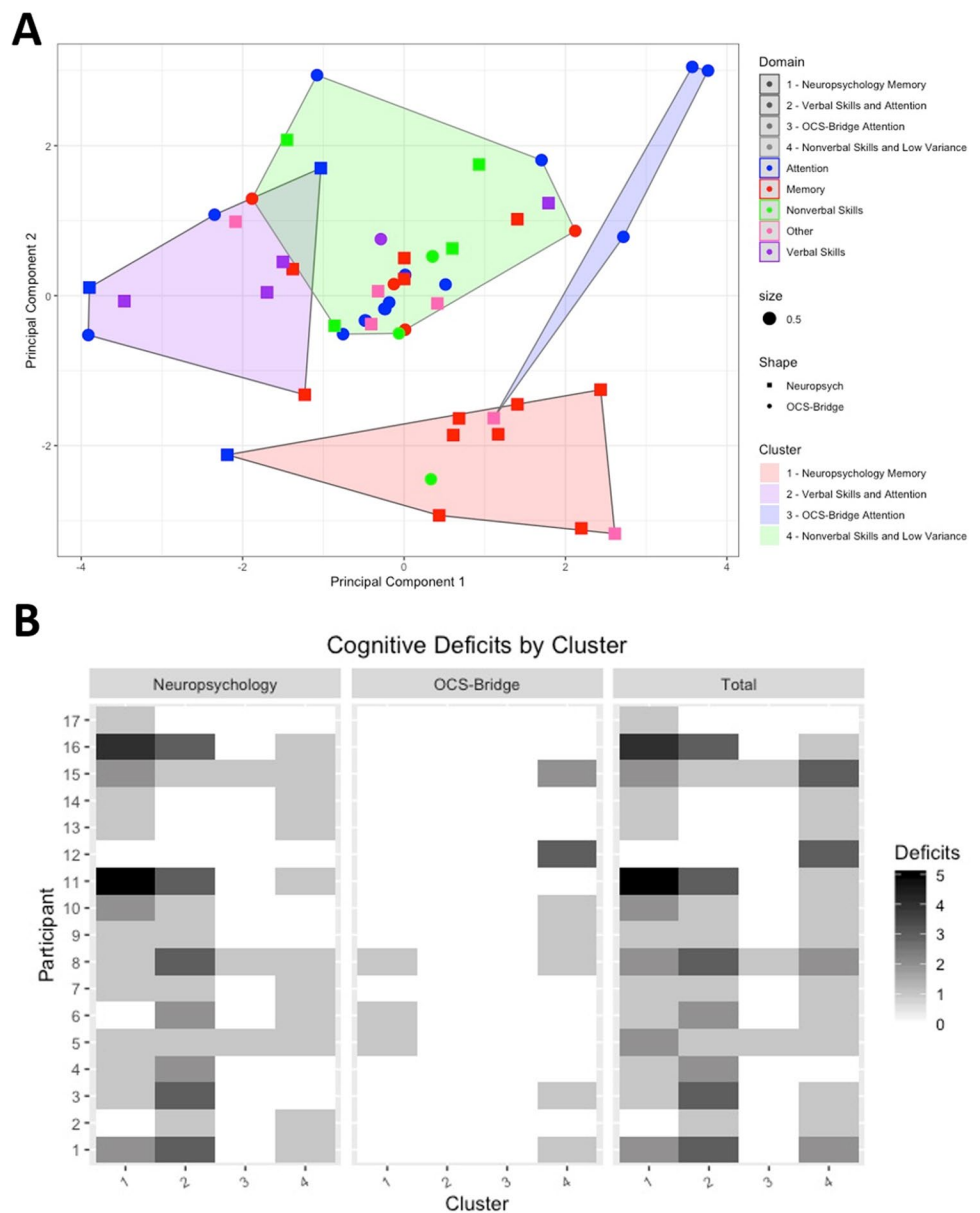 A
Principal Component 2
2
0
-2
-4
-2
0
2
4
Principal Component 1
Domain
1 - Neuropsychology Memory
2 - Verbal Skills and Attention
3 - OCS-Bridge Attention
4 - Nonverbal Skills and Low Variance
Attention
Memory
Nonverbal Skills
Other
Verbal Skills
size
0.5
Shape
Neuropsych
OCS-Bridge
Cluster
1 - Neuropsychology Memory
2 - Verbal Skills and Attention
3 - OCS-Bridge Attention
4 - Nonverbal Skills and Low Variance
B
Cognitive Deficits by Cluster
Neuropsychology
OCS-Bridge
Total
Participant
17
16
15
14
13
12
11
10
9
8
7
6
5
4
3
2
1
1 2 3 4
1 2 3 4
1 2 3 4
Cluster
Deficits
5
4
3
2
1
0